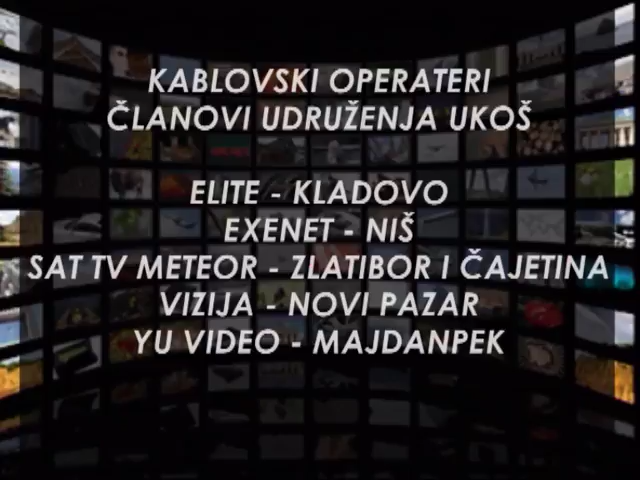 KABLOVSKI OPERATERI
ČLANOVI UDRUŽENJA UKOŠ
ELITE - KLADOVO
EXENET - NIŠ
SAT TV METEOR - ZLATIBOR I ČAJETINA
VIZIJA - NOVI PAZAR
YU VIDEO - MAJDANPEK